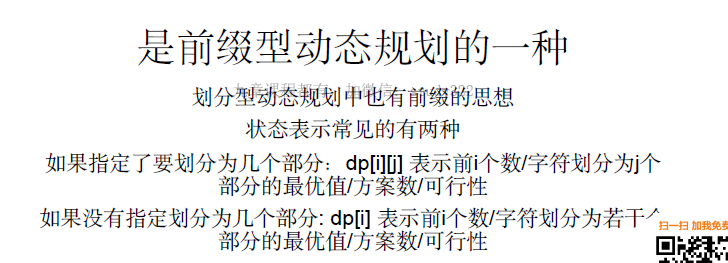 是前缀型动态规划的一种
划分型动态规划中也有前缀的思想
状态表示常见的有两种
如果指定了要划分为几个部分：dp[i][j] 表示前i个数/字符划分为j个
部分的最优值/方案数/可行性
如果没有指定划分为几个部分: dp[i] 表示前i个数/字符划分为若干个
部分的最优值/方案数/可行性
扫一扫 加我免费